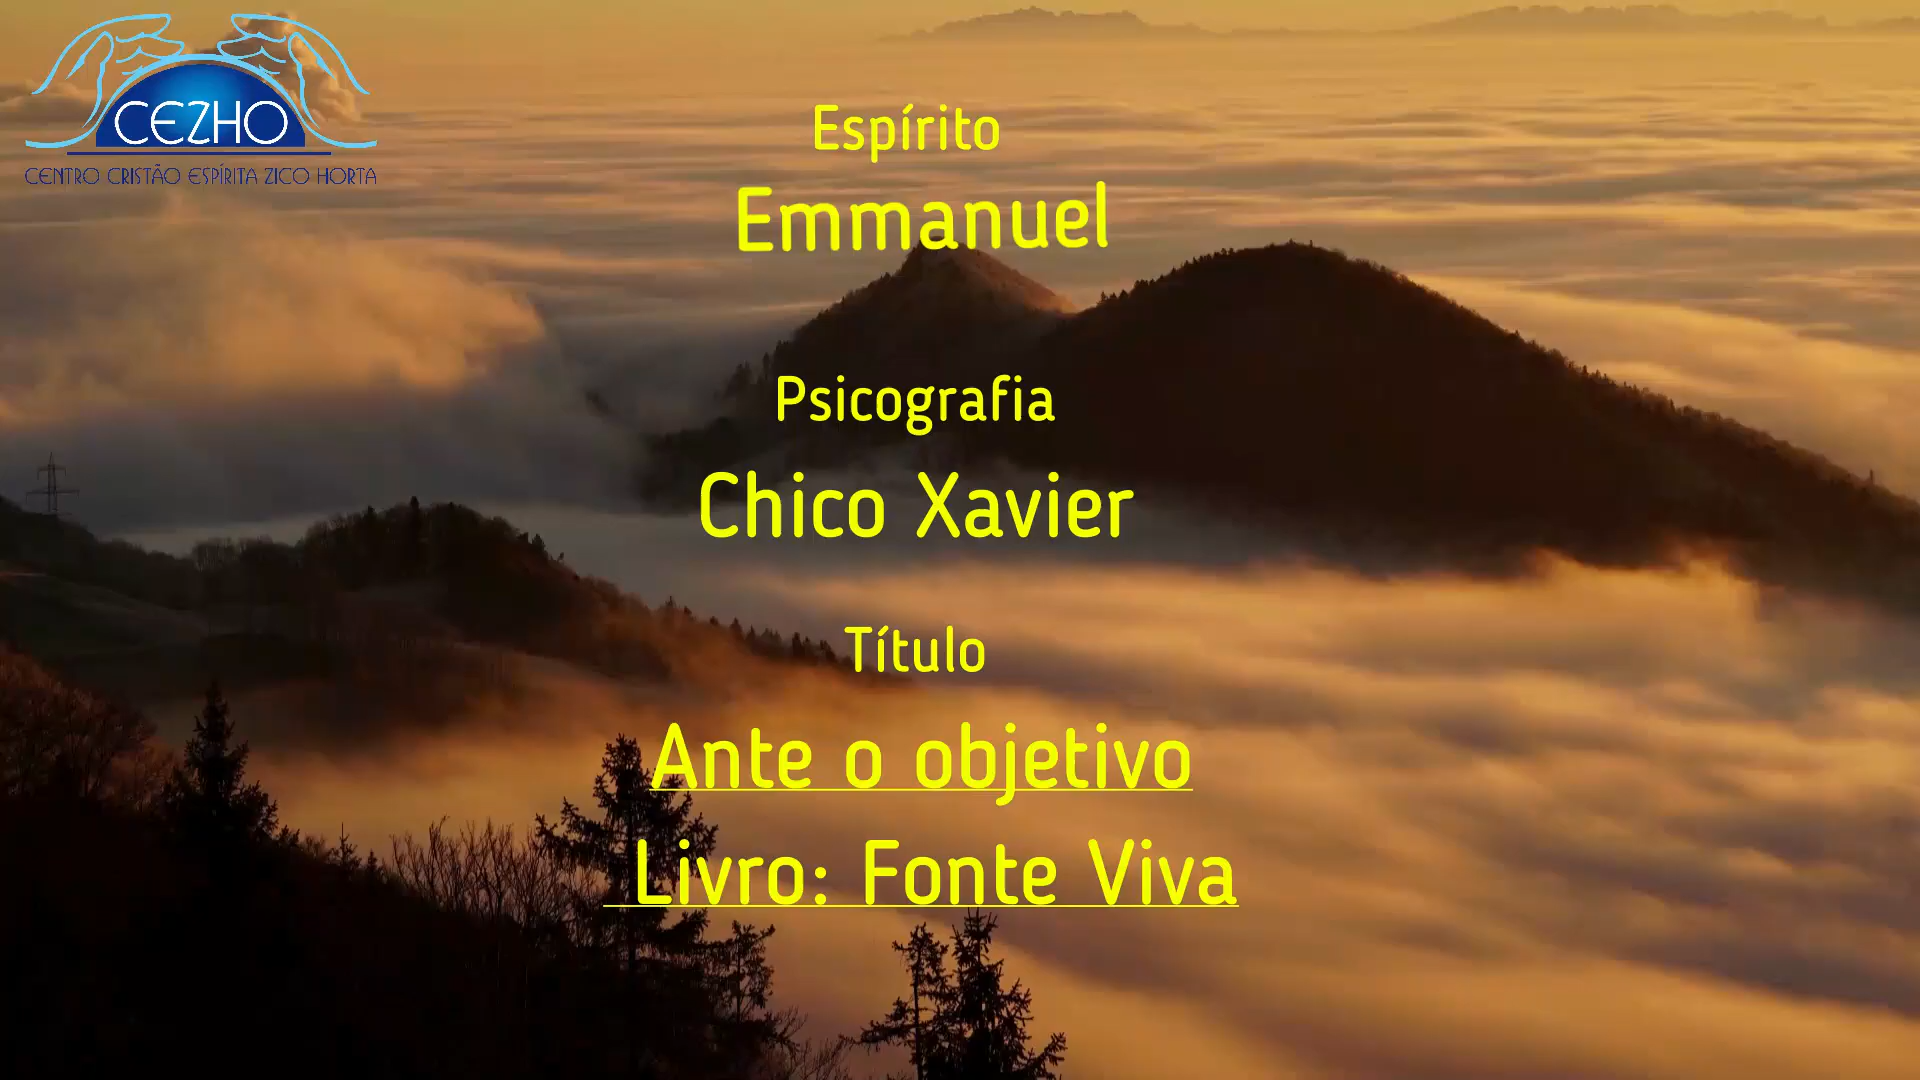 CEZHO
CENTRO CRISTÃO ESPÍRITA ZICO HORTA
Espírito
Emmanuel
Psicografia
Chico Xavier
Título
Ante o objetivo
Livro: Fonte Viva